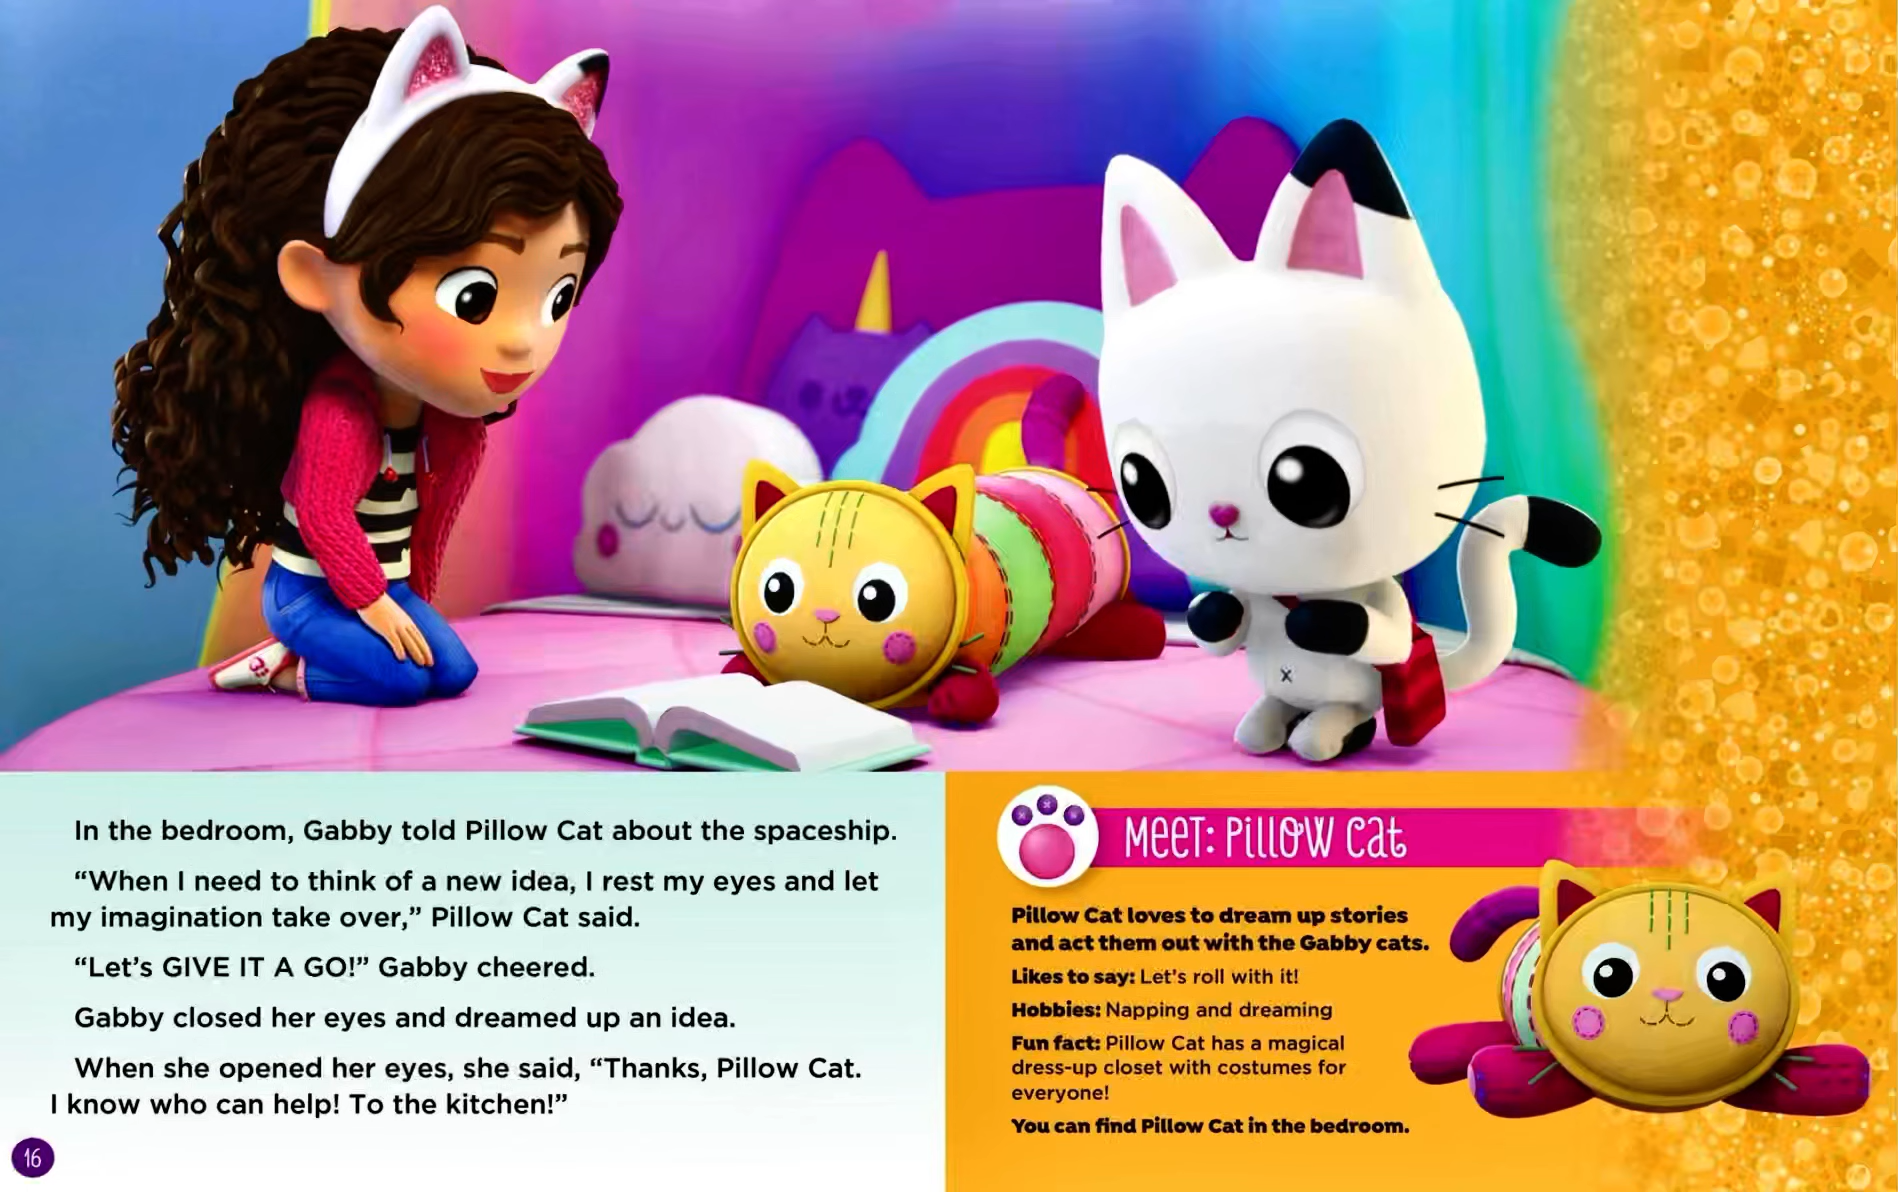 In the bedroom, Gabby told Pillow Cat about the spaceship.
“When I need to think of a new idea, I rest my eyes and let
my imagination take over,” Pillow Cat said.
“Let’s GIVE IT A GO!” Gabby cheered.
Gabby closed her eyes and dreamed up an idea.
When she opened her eyes, she said, “Thanks, Pillow Cat.
I know who can help! To the kitchen!”
16
Meet: Pillow Cat
Pillow Cat loves to dream up stories
and act them out with the Gabby cats.
Likes to say: Let’s roll with it!
Hobbies: Napping and dreaming
Fun fact: Pillow Cat has a magical
dress-up closet with costumes for
everyone!
You can find Pillow Cat in the bedroom.